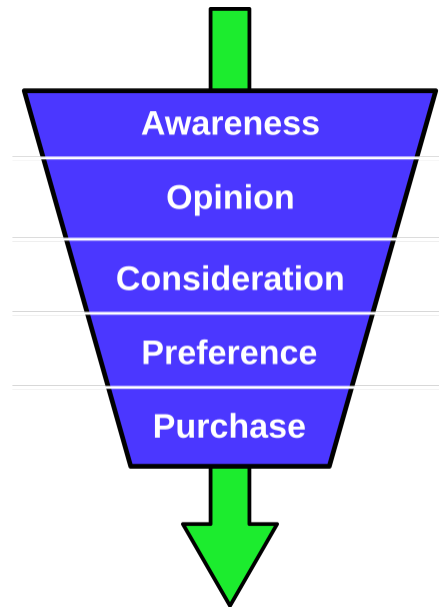 Awareness
Opinion
Consideration
Preference
Purchase